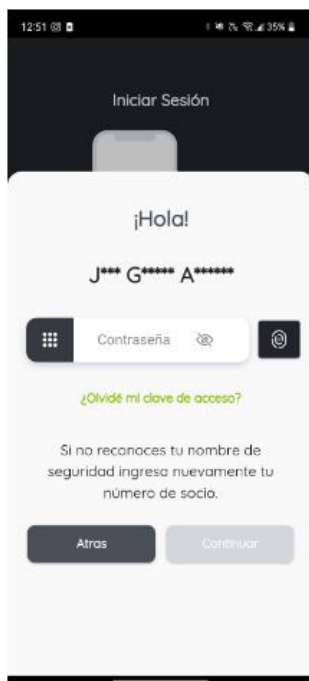 12:51
35%
Iniciar Sesión
¡Hola!
J*** G***** A******
Contraseña
¿Olvidé mi clave de acceso?
Si no reconoces tu nombre de
seguridad ingresa nuevamente tu
número de socio.
Atras
Continuar